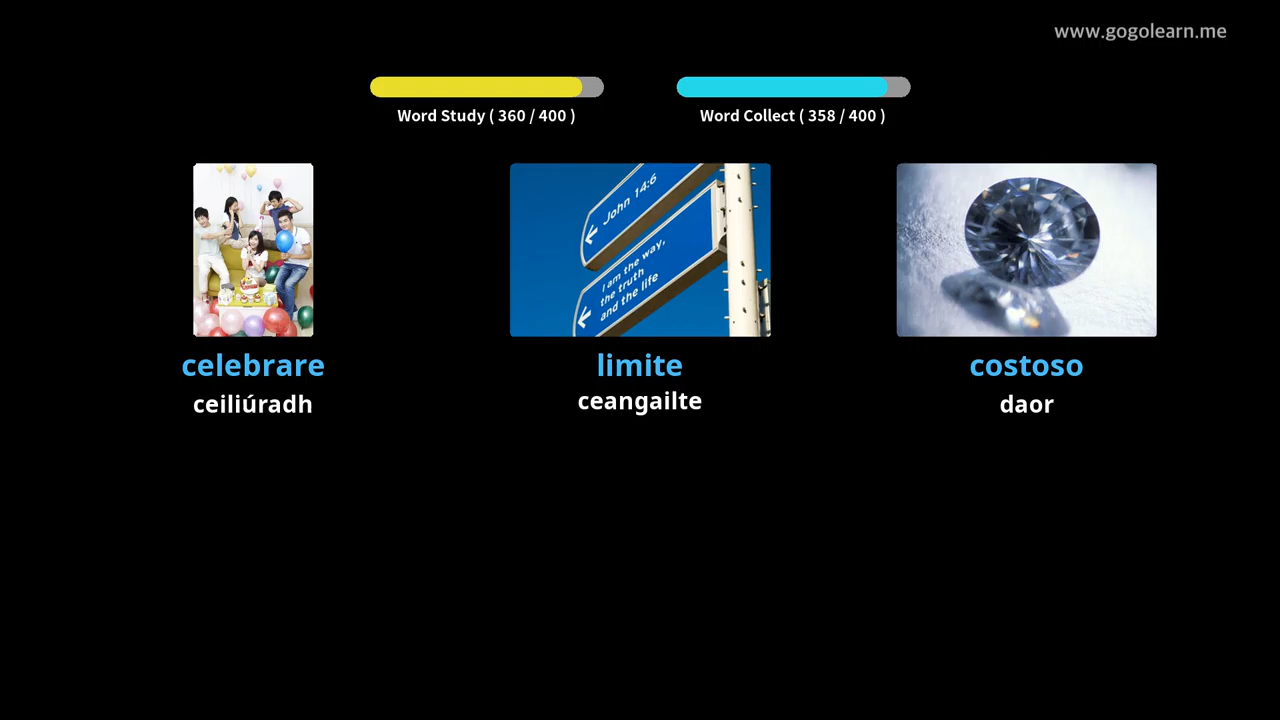 www.gogolearn.me
Word Study ( 360 / 400 )
Word Collect ( 358 / 400 )
John 14:6
I am the way,
the truth
and the life
celebrare
limite
costoso
ceiliúradh
ceangailte
daor